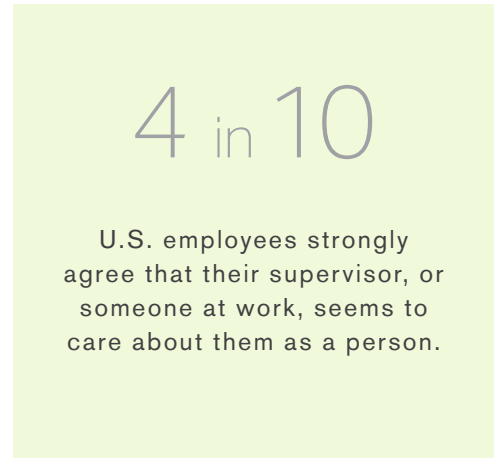 4 in 10
U.S. employees strongly
agree that their supervisor, or
someone at work, seems to
care about them as a person.